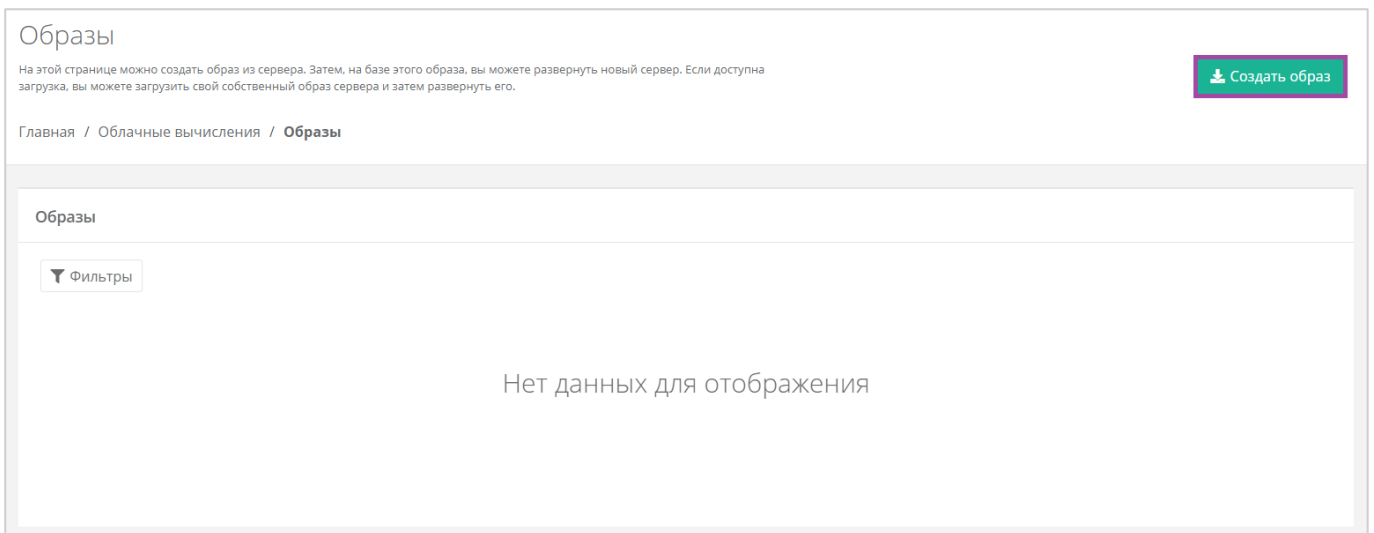 Образы
На этой странице можно создать образ из сервера. Затем, на базе этого образа, вы можете развернуть новый сервер. Если доступна
загрузка, вы можете загрузить свой собственный образ сервера и затем развернуть его.
Создать образ
Главная / Облачные вычисления / Образы
Образы
Фильтры
Нет данных для отображения